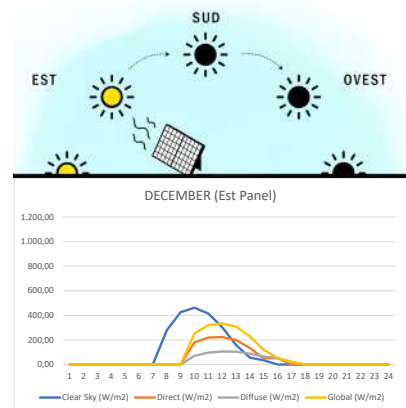 SUD
EST
OVEST
DECEMBER (Est Panel)
1.200,00
1.000,00
800,00
600,00
400,00
200,00
0,00
1 2 3 4 5 6 7 8 9 10 11 12 13 14 15 16 17 18 19 20 21 22 23 24
Clear Sky (W/m2) Direct (W/m2) Diffuse (W/m2) Global (W/m2)